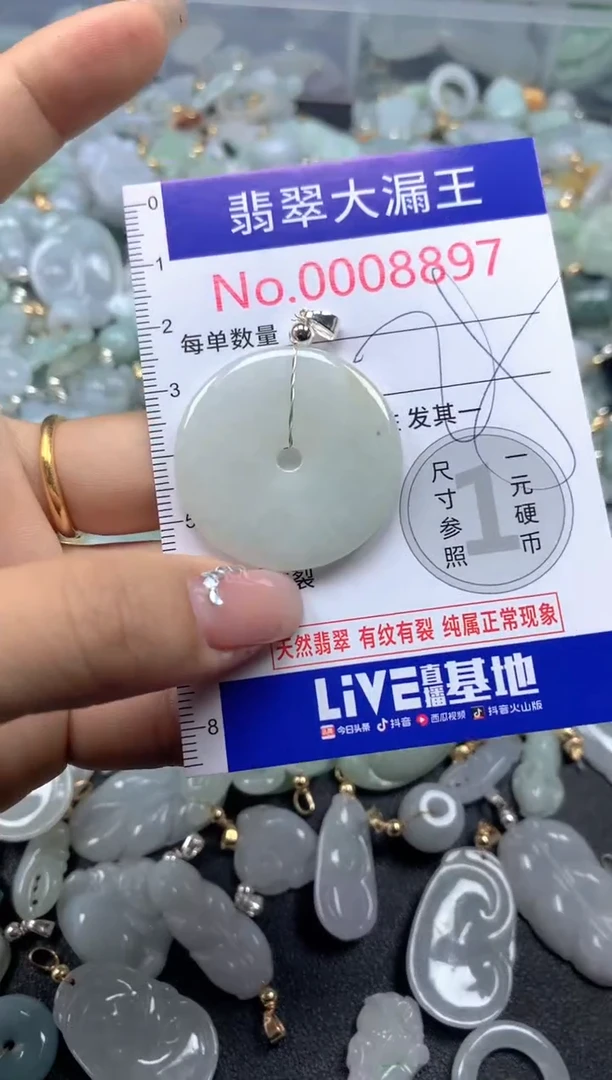 翡翠大漏王
No.0008897
0
1
2
3
8
每单数量
发其一
裂
尺寸参照
1
一元硬币
天然翡翠 有纹有裂 纯属正常现象
LiVE直播基地
今日头条 抖音 西瓜视频 抖音火山版